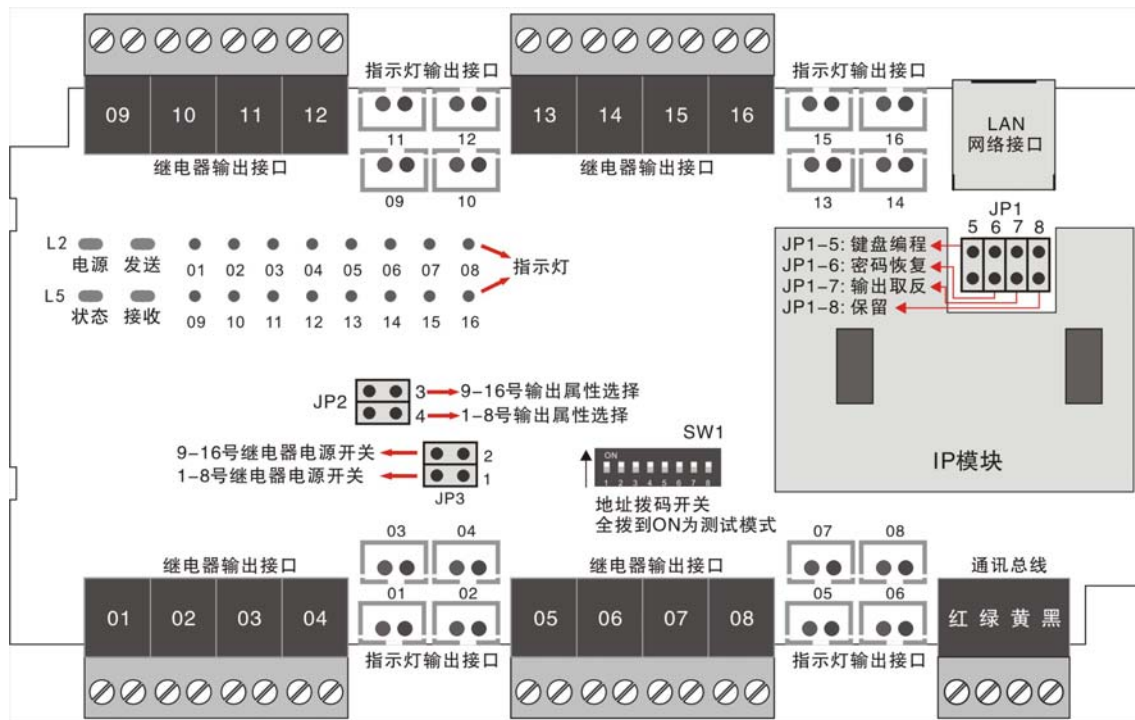 指示灯输出接口
指示灯输出接口
09 10 11 12
13 14 15 16
11 12
15 16
LAN
网络接口
继电器输出接口
继电器输出接口
09 10
13 14
JP1
5 6 7 8
L2
电源 发送
01 02 03 04 05 06 07 08
指示灯
L5
状态 接收
09 10 11 12 13 14 15 16
JP1-5: 键盘编程
JP1-6: 密码恢复
JP1-7: 输出取反
JP1-8: 保留
JP2
3 9-16号输出属性选择
4 1-8号输出属性选择
9-16号继电器电源开关 2
1-8号继电器电源开关 1
JP3
SW1
ON
1 2 3 4 5 6 7 8
地址拨码开关
全拨到ON为测试模式
IP模块
03 04
07 08
继电器输出接口
继电器输出接口
通讯总线
01 02 03 04
01 02
05 06 07 08
05 06
红 绿 黄 黑
指示灯输出接口
指示灯输出接口